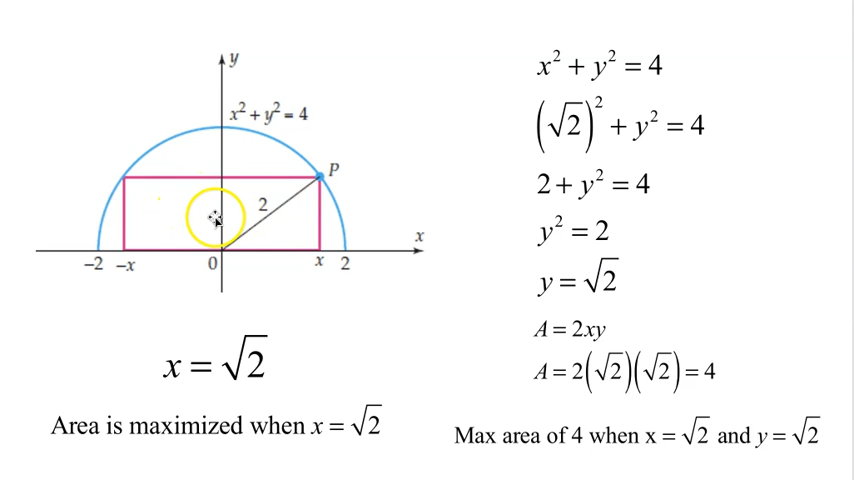 y
x² + y² = 4
P
2
x
−2 −x 0 x 2
x = √2
Area is maximized when x = √2
x² + y² = 4
(√2)² + y² = 4
2 + y² = 4
y² = 2
y = √2
A = 2xy
A = 2(√2)(√2) = 4
Max area of 4 when x = √2 and y = √2